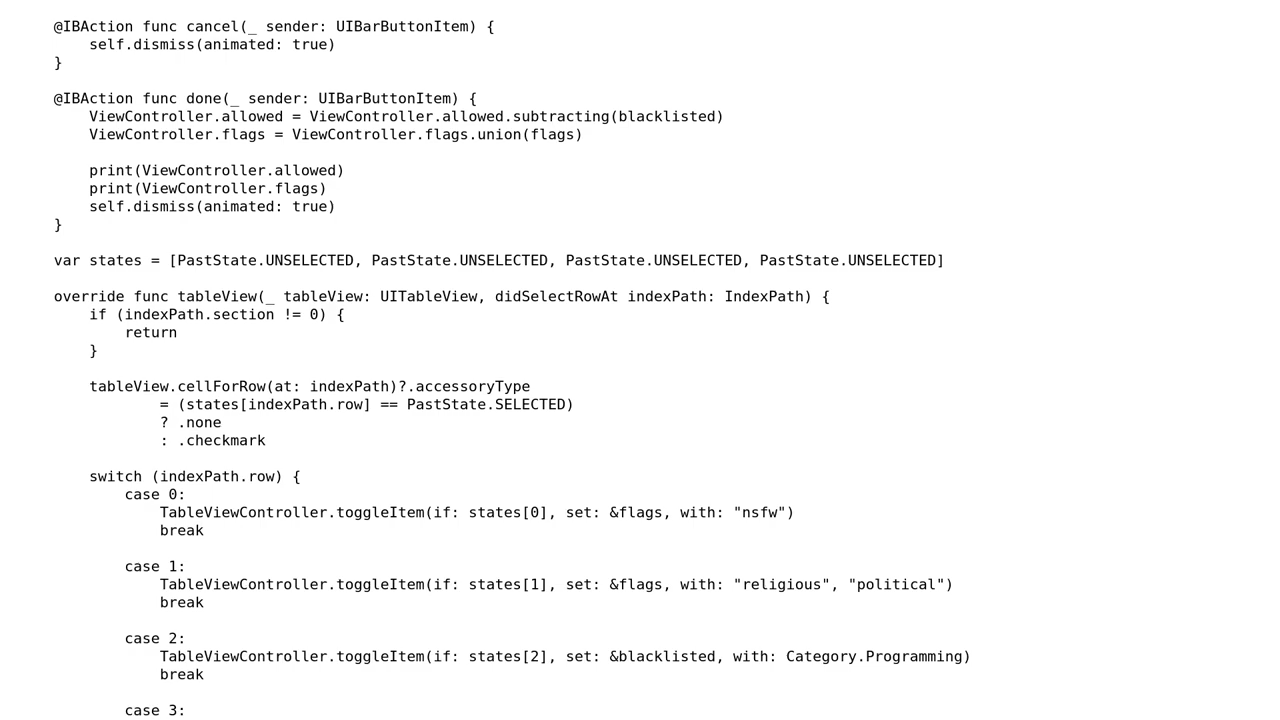 @IBAction func cancel(_ sender: UIBarButtonItem) {
    self.dismiss(animated: true)
}

@IBAction func done(_ sender: UIBarButtonItem) {
    ViewController.allowed = ViewController.allowed.subtracting(blacklisted)
    ViewController.flags = ViewController.flags.union(flags)

    print(ViewController.allowed)
    print(ViewController.flags)
    self.dismiss(animated: true)
}

var states = [PastState.UNSELECTED, PastState.UNSELECTED, PastState.UNSELECTED, PastState.UNSELECTED]

override func tableView(_ tableView: UITableView, didSelectRowAt indexPath: IndexPath) {
    if (indexPath.section != 0) {
        return
    }

    tableView.cellForRow(at: indexPath)?.accessoryType
            = (states[indexPath.row] == PastState.SELECTED)
            ? .none
            : .checkmark

    switch (indexPath.row) {
        case 0:
            TableViewController.toggleItem(if: states[0], set: &flags, with: "nsfw")
            break

        case 1:
            TableViewController.toggleItem(if: states[1], set: &flags, with: "religious", "political")
            break

        case 2:
            TableViewController.toggleItem(if: states[2], set: &blacklisted, with: Category.Programming)
            break

        case 3: